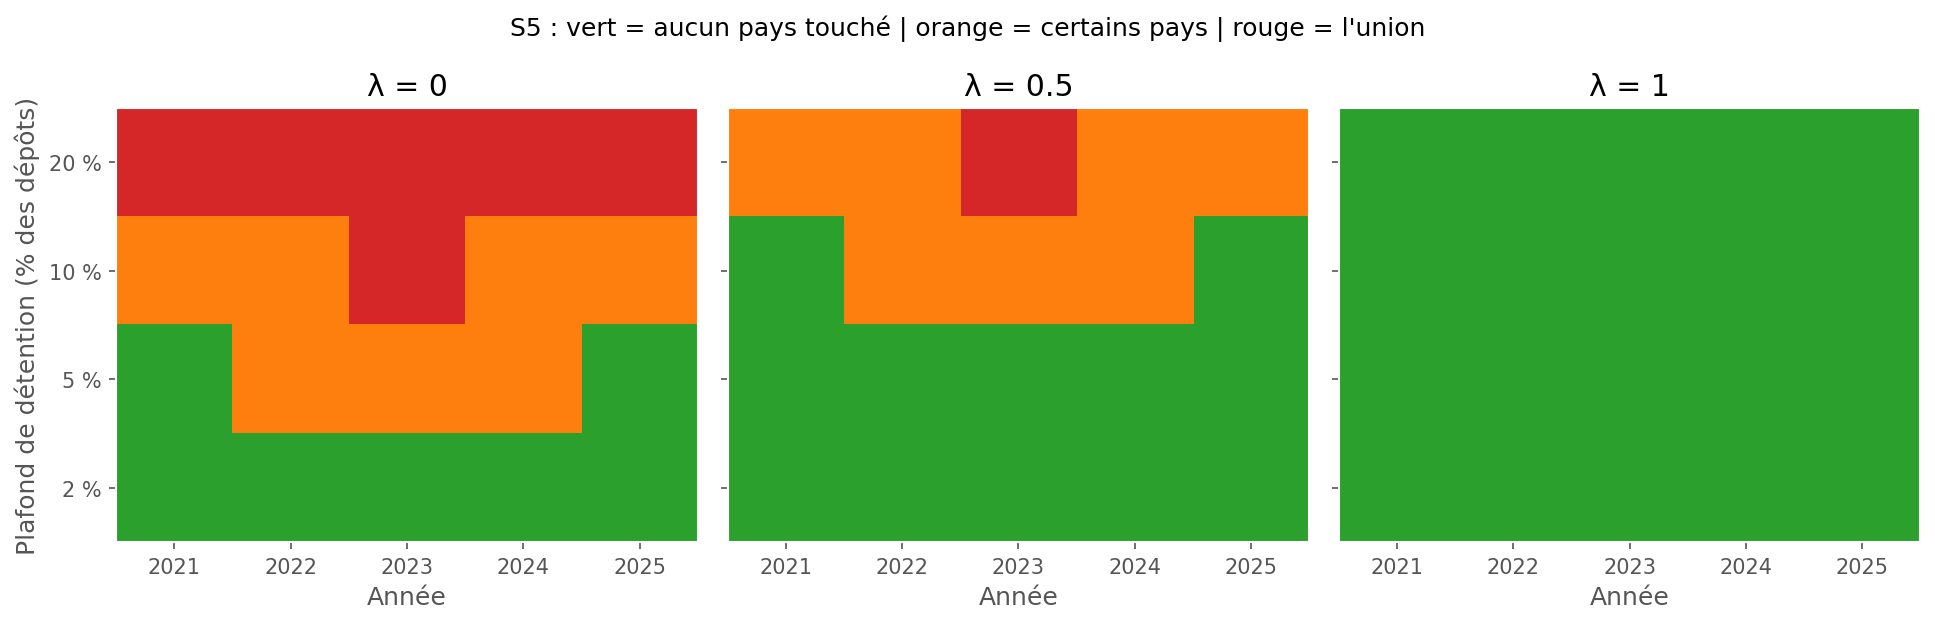 S5 : vert = aucun pays touché | orange = certains pays | rouge = l'union
λ = 0
λ = 0.5
λ = 1
Plafond de détention (% des dépôts)
20 %
10 %
5 %
2 %
2021 2022 2023 2024 2025
2021 2022 2023 2024 2025
2021 2022 2023 2024 2025
Année
Année
Année